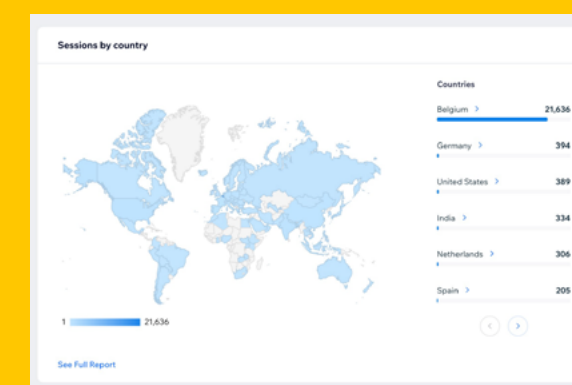 Sessions by country
Countries
Belgium > 21,636
Germany > 394
United States > 389
India > 334
Netherlands > 306
Spain > 205
1 21,636
See Full Report